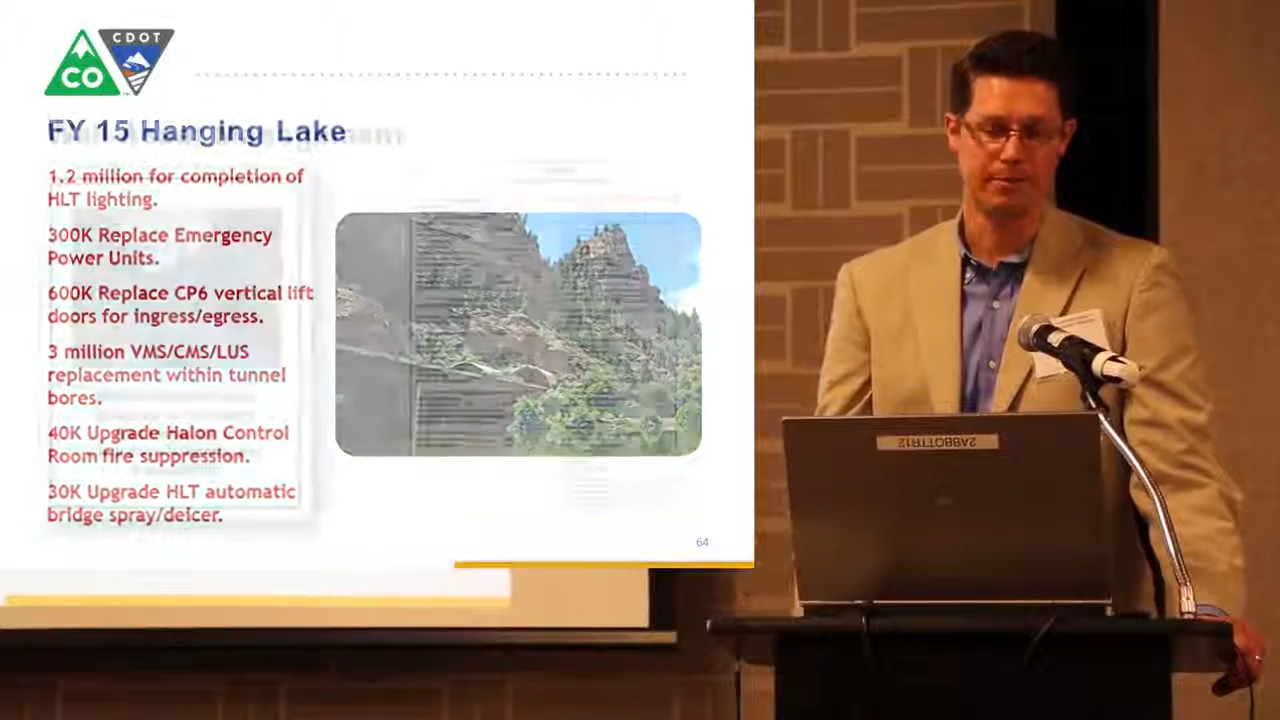 CDOT
CO
FY 15 Hanging Lake
1.2 million for completion of
HLT lighting.
300K Replace Emergency
Power Units.
600K Replace CP6 vertical lift
doors for ingress/egress.
3 million VMS/CMS/LUS
replacement within tunnel
bores.
40K Upgrade Halon Control
Room fire suppression.
30K Upgrade HLT automatic
bridge spray/deicer.
64
2ABBOTTR12